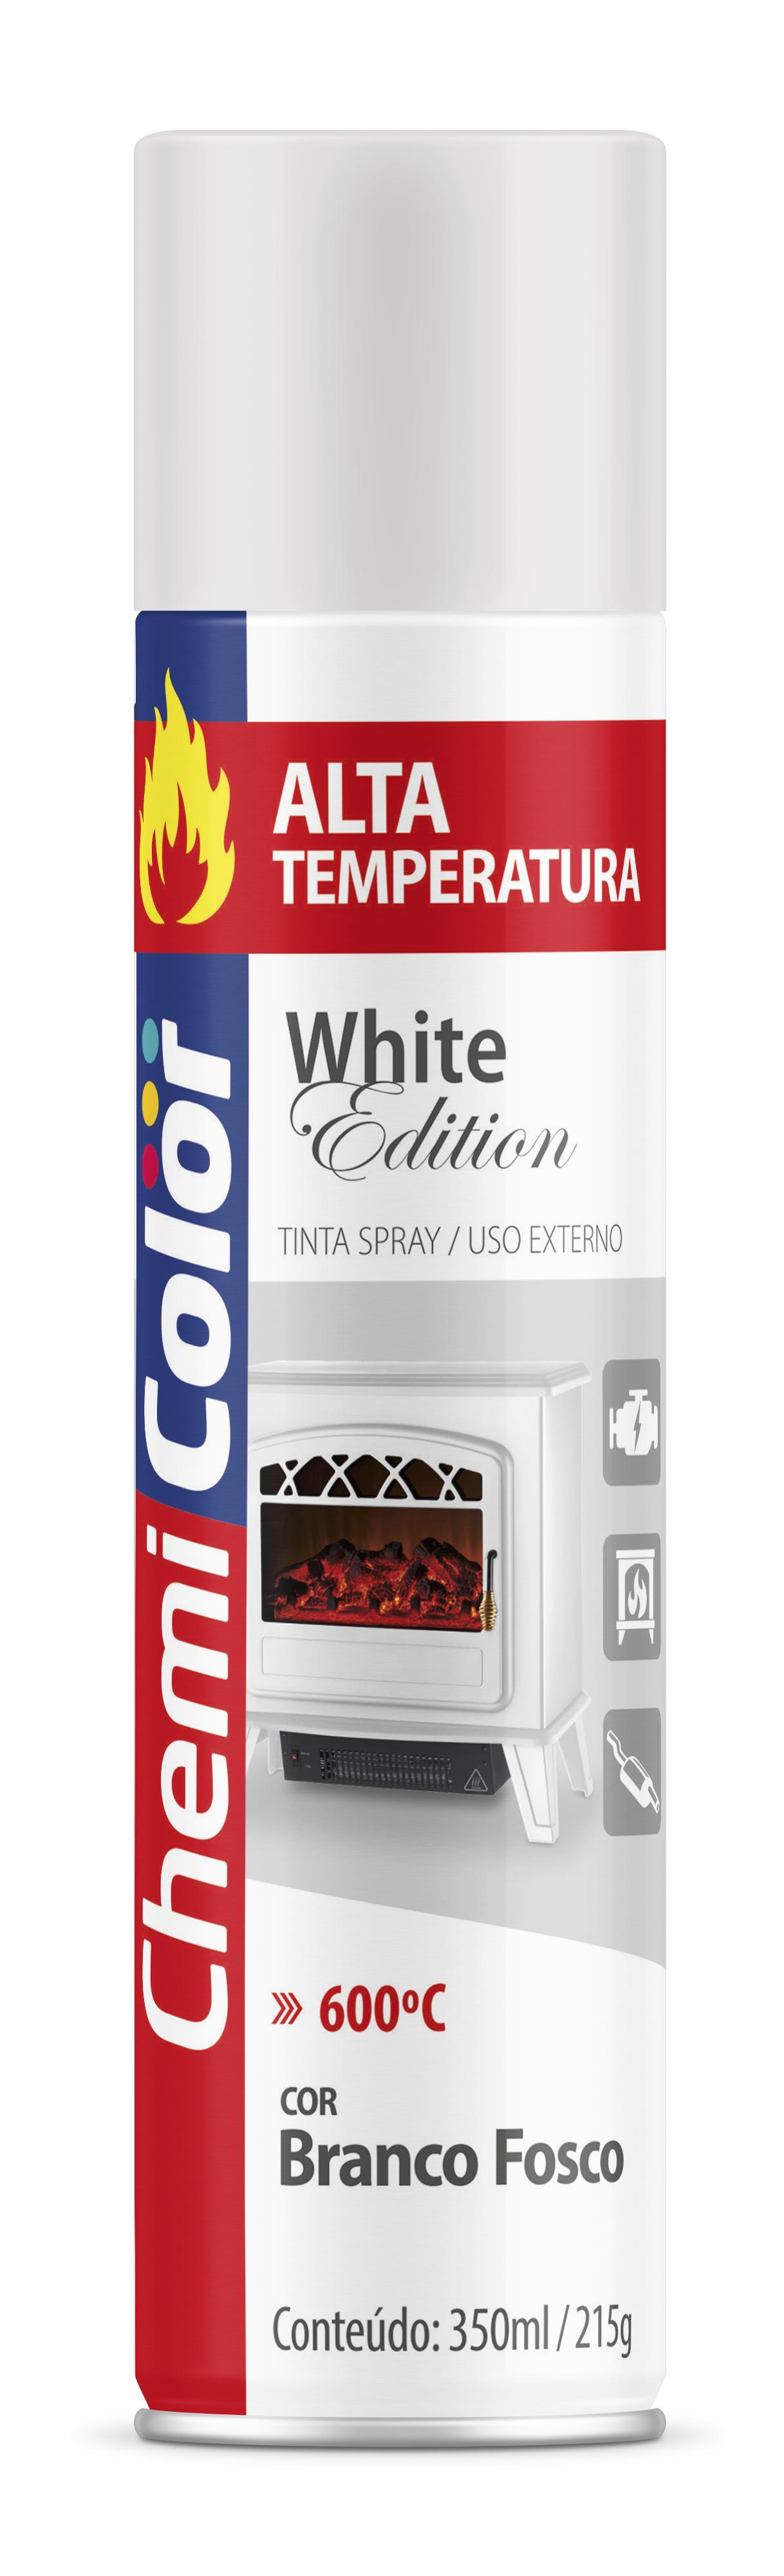 ALTA
TEMPERATURA
White
Edition
TINTA SPRAY / USO EXTERNO
ChemiColor
600ºC
COR
Branco Fosco
Conteúdo: 350ml / 215g